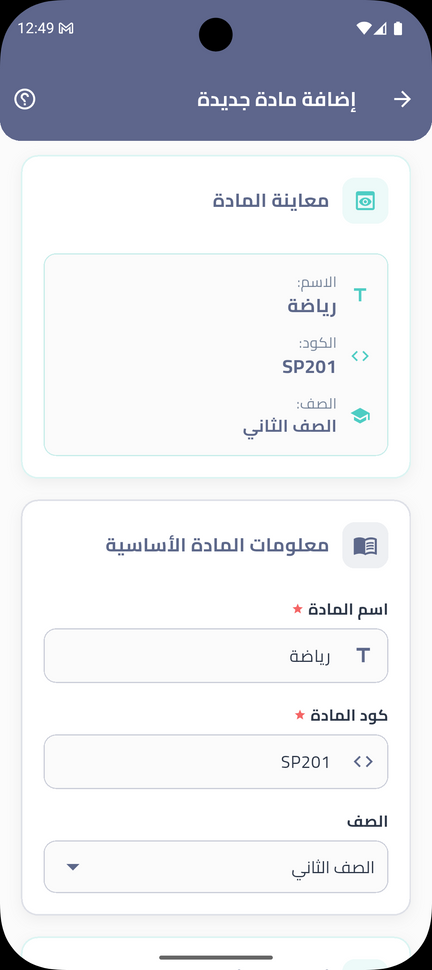 12:49
إضافة مادة جديدة
معاينة المادة
الاسم:
رياضة
الكود:
SP201
الصف:
الصف الثاني
معلومات المادة الأساسية
اسم المادة *
رياضة
كود المادة *
SP201
الصف
الصف الثاني